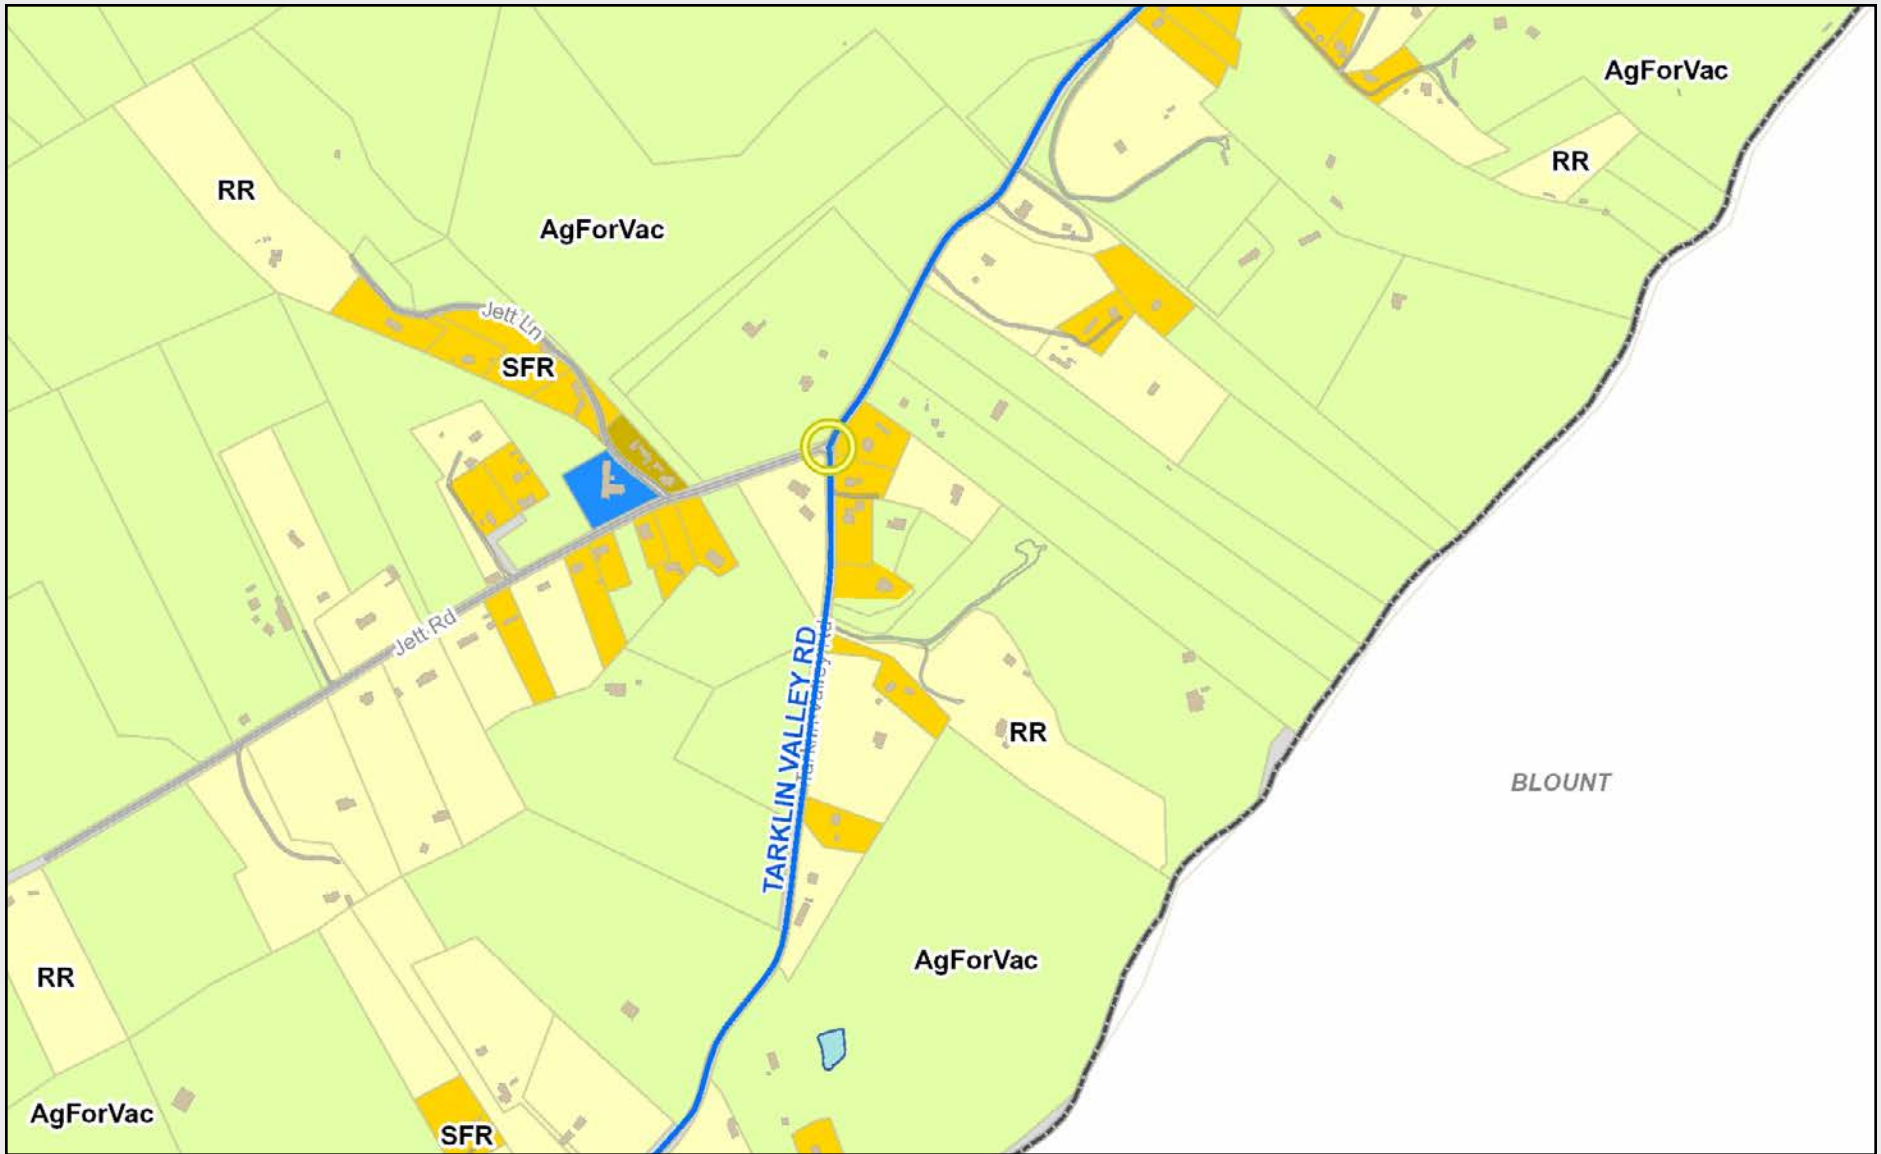 AgForVac
RR
RR
AgForVac
Jett Ln
SFR
Jett Rd
TARKLIN VALLEY RD
Tarklin Valley Rd
RR
BLOUNT
AgForVac
RR
AgForVac
SFR